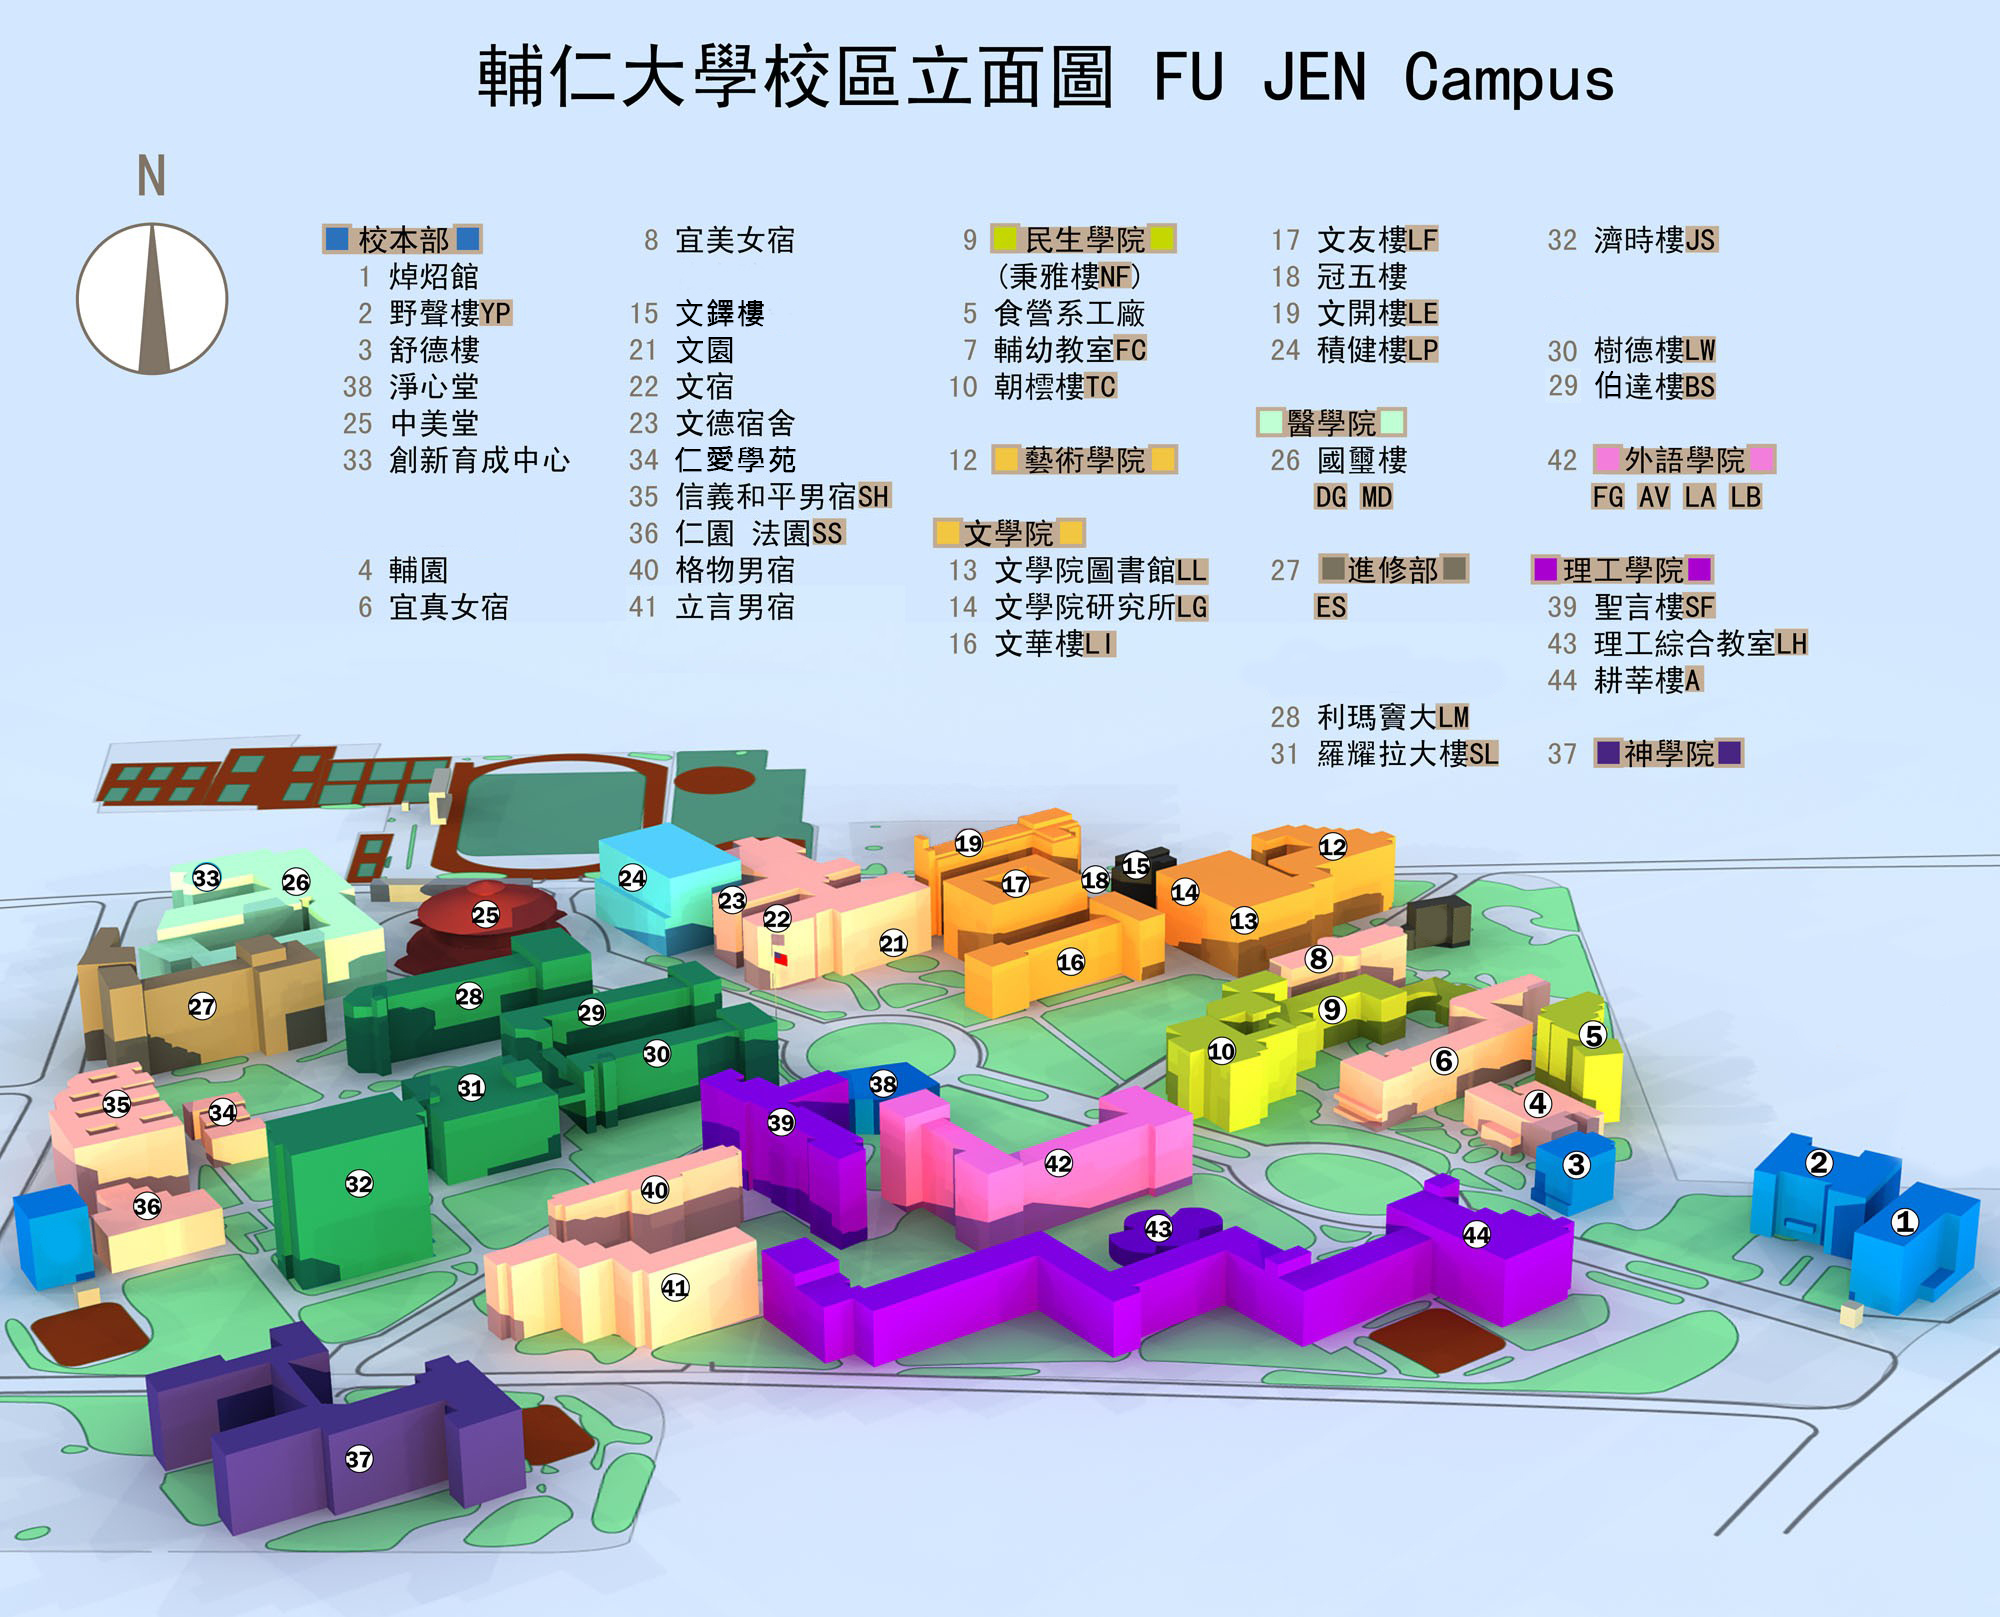 輔仁大學校區立面圖 FU JEN Campus
N
校本部
1 焯炤館
2 野聲樓YP
3 舒德樓
38 淨心堂
25 中美堂
33 創新育成中心
4 輔園
6 宜真女宿
8 宜美女宿
15 文鐸樓
21 文園
22 文宿
23 文德宿舍
34 仁愛學苑
35 信義和平男宿SH
36 仁園 法園SS
40 格物男宿
41 立言男宿
9 民生學院
(秉雅樓NF)
5 食營系工廠
7 輔幼教室FC
10 朝橒樓TC
12 藝術學院
文學院
13 文學院圖書館LL
14 文學院研究所LG
16 文華樓LI
17 文友樓LF
18 冠五樓
19 文開樓LE
24 積健樓LP
醫學院
26 國璽樓
DG MD
27 進修部
ES
28 利瑪竇大LM
31 羅耀拉大樓SL
32 濟時樓JS
30 樹德樓LW
29 伯達樓BS
42 外語學院
FG AV LA LB
理工學院
39 聖言樓SF
43 理工綜合教室LH
44 耕莘樓A
37 神學院
19
12
15
33
26
24
17
18
14
23
25
22
13
21
8
16
28
27
9
29
5
10
30
6
38
31
35
4
34
39
42
2
3
32
40
36
1
43
44
41
37